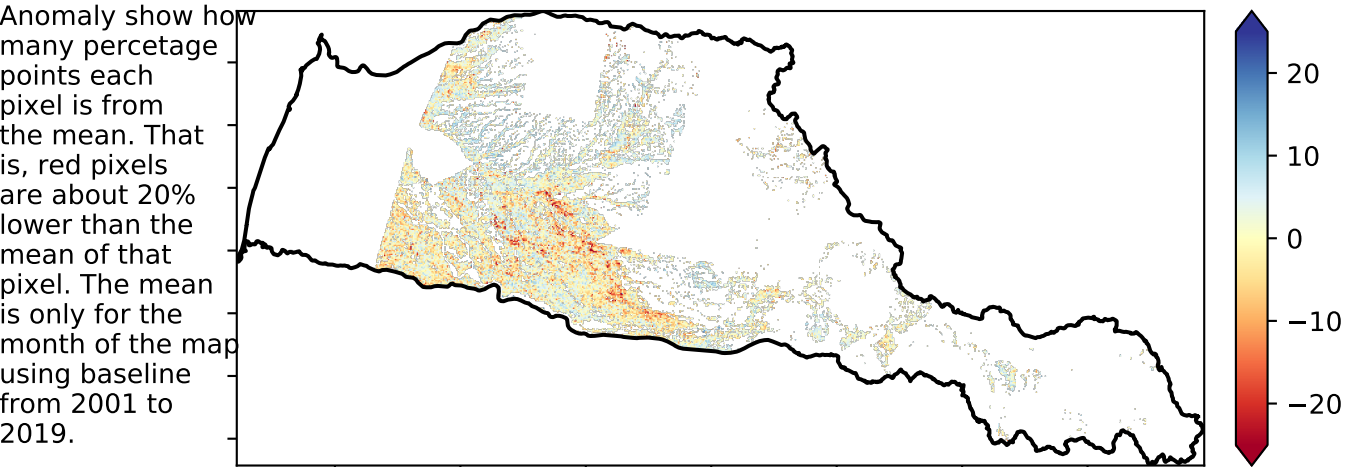 Anomaly show how
many percetage
points each
pixel is from
the mean. That
is, red pixels
are about 20%
lower than the
mean of that
pixel. The mean
is only for the
month of the map
using baseline
from 2001 to
2019.
20
10
0
−10
−20